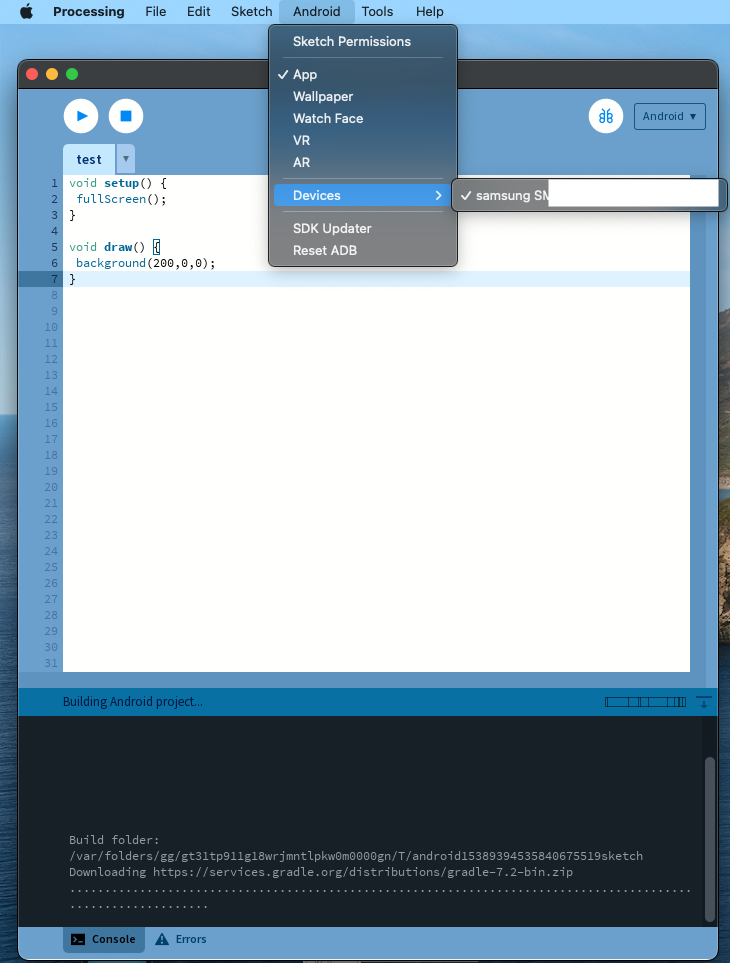 Processing File Edit Sketch Android Tools Help
Sketch Permissions
App
Wallpaper
Watch Face
VR
AR
Devices
samsung SM
SDK Updater
Reset ADB
Android
test
1 void setup() {
2 fullScreen();
3 }
4
5 void draw() {
6 background(200,0,0);
7 }
8
9
10
11
12
13
14
15
16
17
18
19
20
21
22
23
24
25
26
27
28
29
30
31
Building Android project...
Build folder:
/var/folders/gg/gt31tp911g18wrjmntlpkw0m0000gn/T/android15389394535840675519sketch
Downloading https://services.gradle.org/distributions/gradle-7.2-bin.zip
.........................................................................................
....................
Console Errors